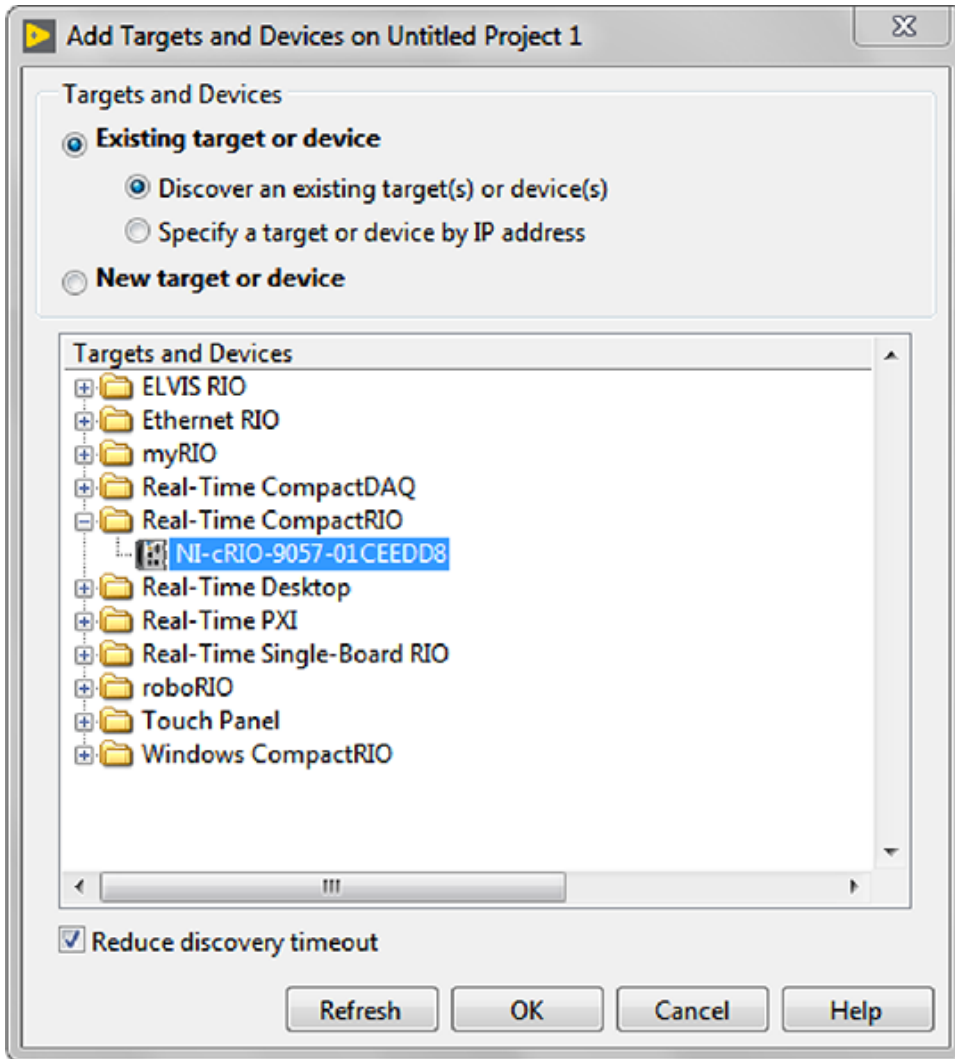 Add Targets and Devices on Untitled Project 1
Targets and Devices
Existing target or device
Discover an existing target(s) or device(s)
Specify a target or device by IP address
New target or device
Targets and Devices
ELVIS RIO
Ethernet RIO
myRIO
Real-Time CompactDAQ
Real-Time CompactRIO
NI-cRIO-9057-01CEEDD8
Real-Time Desktop
Real-Time PXI
Real-Time Single-Board RIO
roboRIO
Touch Panel
Windows CompactRIO
Reduce discovery timeout
Refresh OK Cancel Help